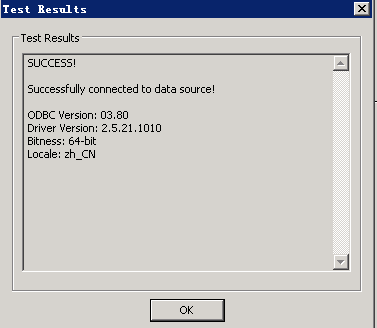 Test Results
Test Results
SUCCESS!
Successfully connected to data source!
ODBC Version: 03.80
Driver Version: 2.5.21.1010
Bitness: 64-bit
Locale: zh_CN
OK